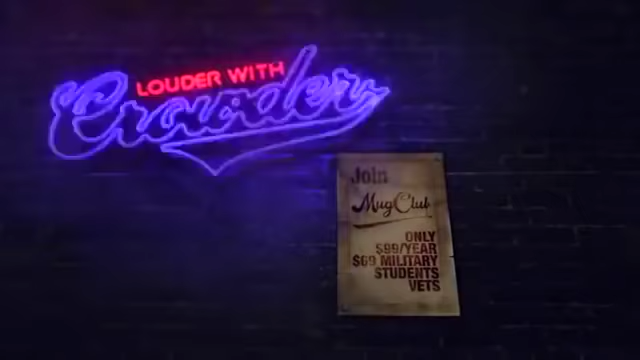 LOUDER WITH
Crowder
Join
MugClub
ONLY
$99/YEAR
$69 MILITARY
STUDENTS
VETS